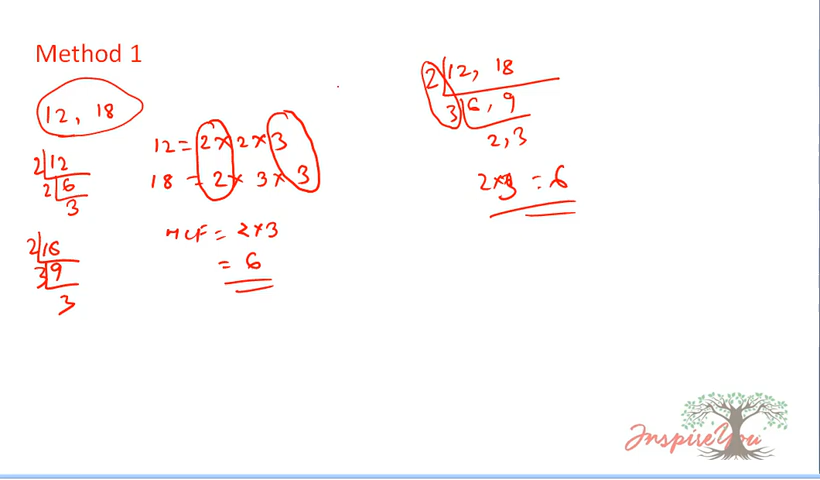 Method 1
12, 18
2 12
2 6
3
2 18
3 9
3
12 = 2 × 2 × 3
18 = 2 × 3 × 3
HCF = 2 × 3
= 6
2 12, 18
3 6, 9
2, 3
2 × 3 = 6
InspireYou